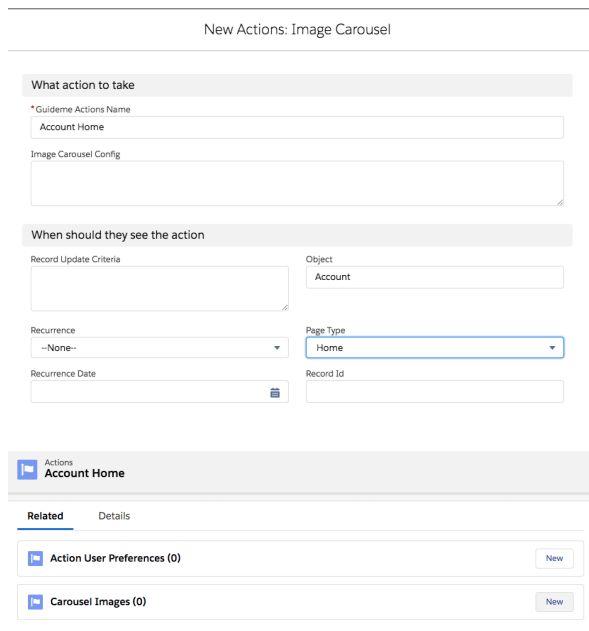 New Actions: Image Carousel
What action to take
*Guideme Actions Name
Account Home
Image Carousel Config
When should they see the action
Record Update Criteria
Object
Account
Recurrence
Page Type
--None--
Home
Recurrence Date
Record Id
Actions
Account Home
Related Details
Action User Preferences (0) New
Carousel Images (0) New